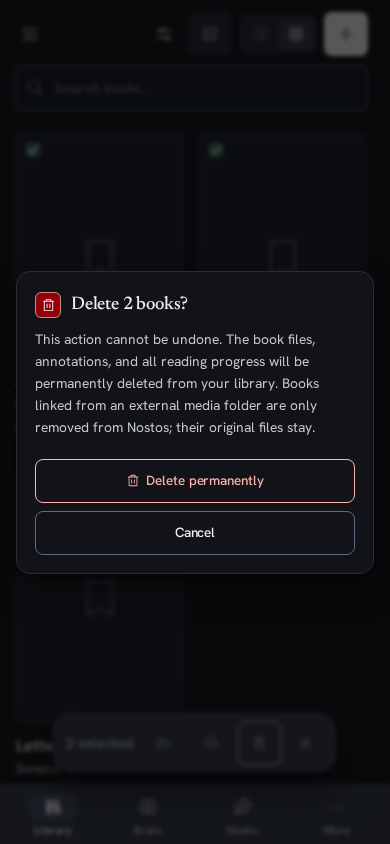 Search books...
Delete 2 books?
This action cannot be undone. The book files,
annotations, and all reading progress will be
permanently deleted from your library. Books
linked from an external media folder are only
removed from Nostos; their original files stay.
Delete permanently
Cancel
2 selected
Library
Brain
Studio
More